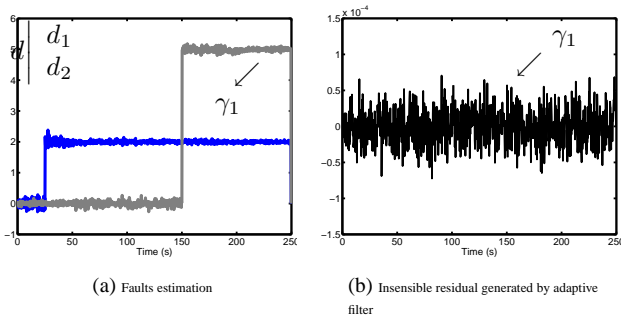 6
5
4
3
2
1
0
−1
d
d₁
d₂
γ₁
0 50 100 150 200 250
Time (s)
(a) Faults estimation
x 10⁻⁴
1.5
1
0.5
0
−0.5
−1
−1.5
γ₁
0 50 100 150 200 250
Time (s)
(b) Insensible residual generated by adaptive
filter